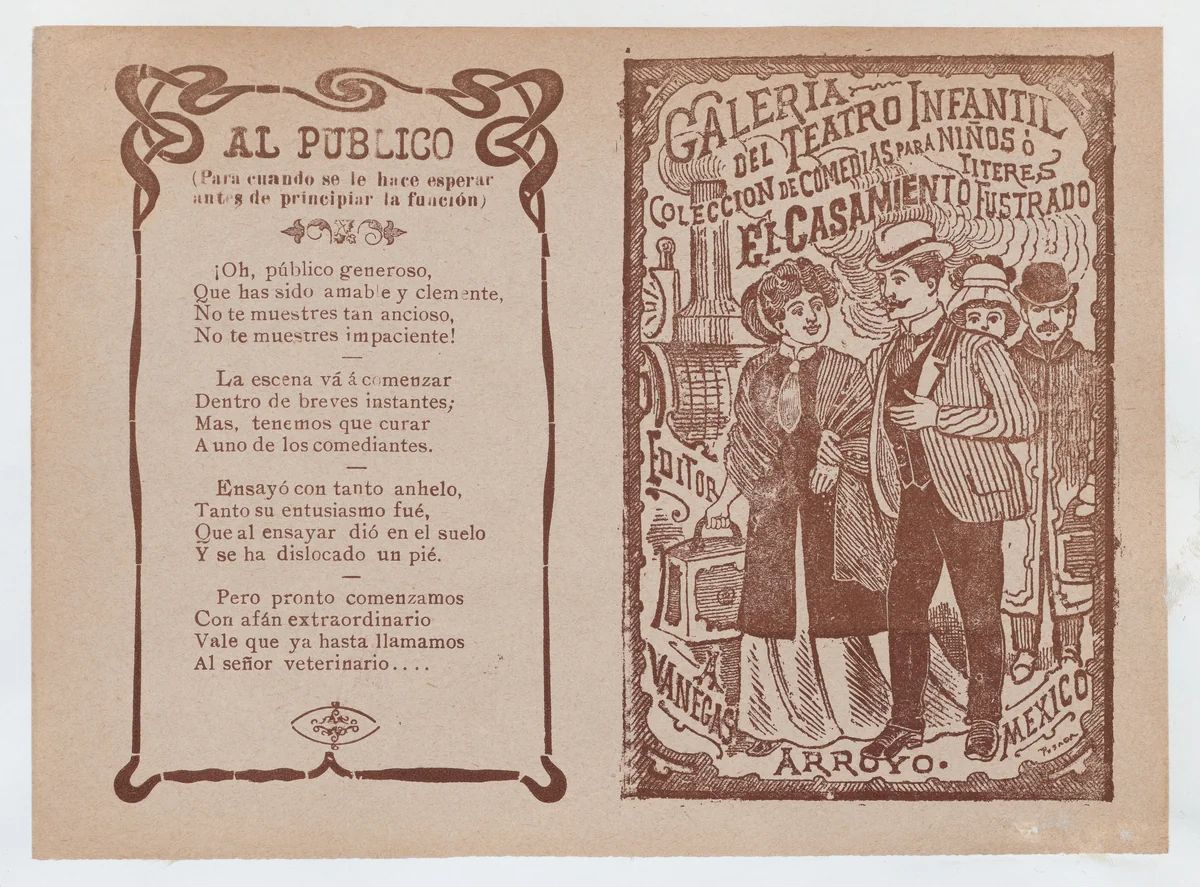 AL PUBLICO
(Para cuando se le hace esperar
antes de principiar la función)
¡Oh, público generoso,
Que has sido amable y clemente,
No te muestres tan ancioso,
No te muestres impaciente!
La escena vá á comenzar
Dentro de breves instantes;
Mas, tenemos que curar
A uno de los comediantes.
Ensayó con tanto anhelo,
Tanto su entusiasmo fué,
Que al ensayar dió en el suelo
Y se ha dislocado un pié.
Pero pronto comenzamos
Con afán extraordinario
Vale que ya hasta llamamos
Al señor veterinario....
GALERIA
DEL TEATRO INFANTIL
COLECCION DE COMEDIAS PARA NIÑOS Ó
TITERES
EL CASAMIENTO FUSTRADO
EDITOR
A
VANEGAS
ARROYO.
MEXICO
POSADA